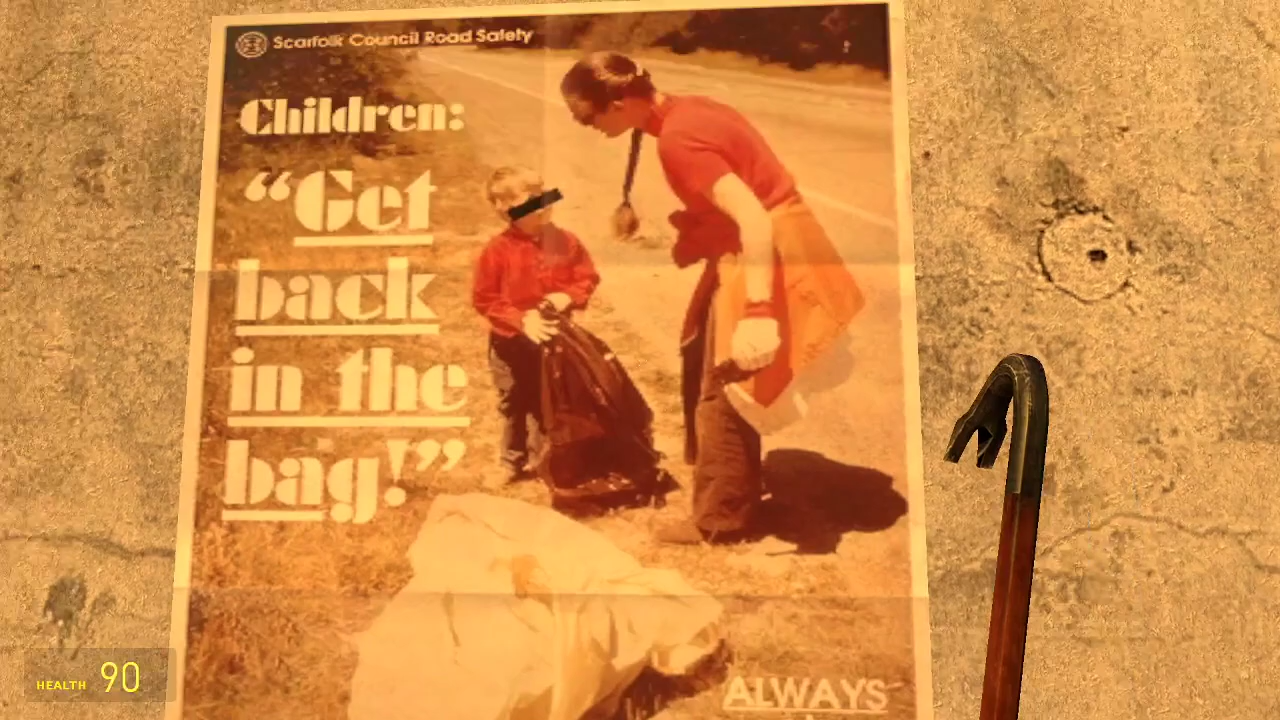 Scarfolk Council Road Safety
Children:
“Get
back
in the
bag!”
ALWAYS
HEALTH 90